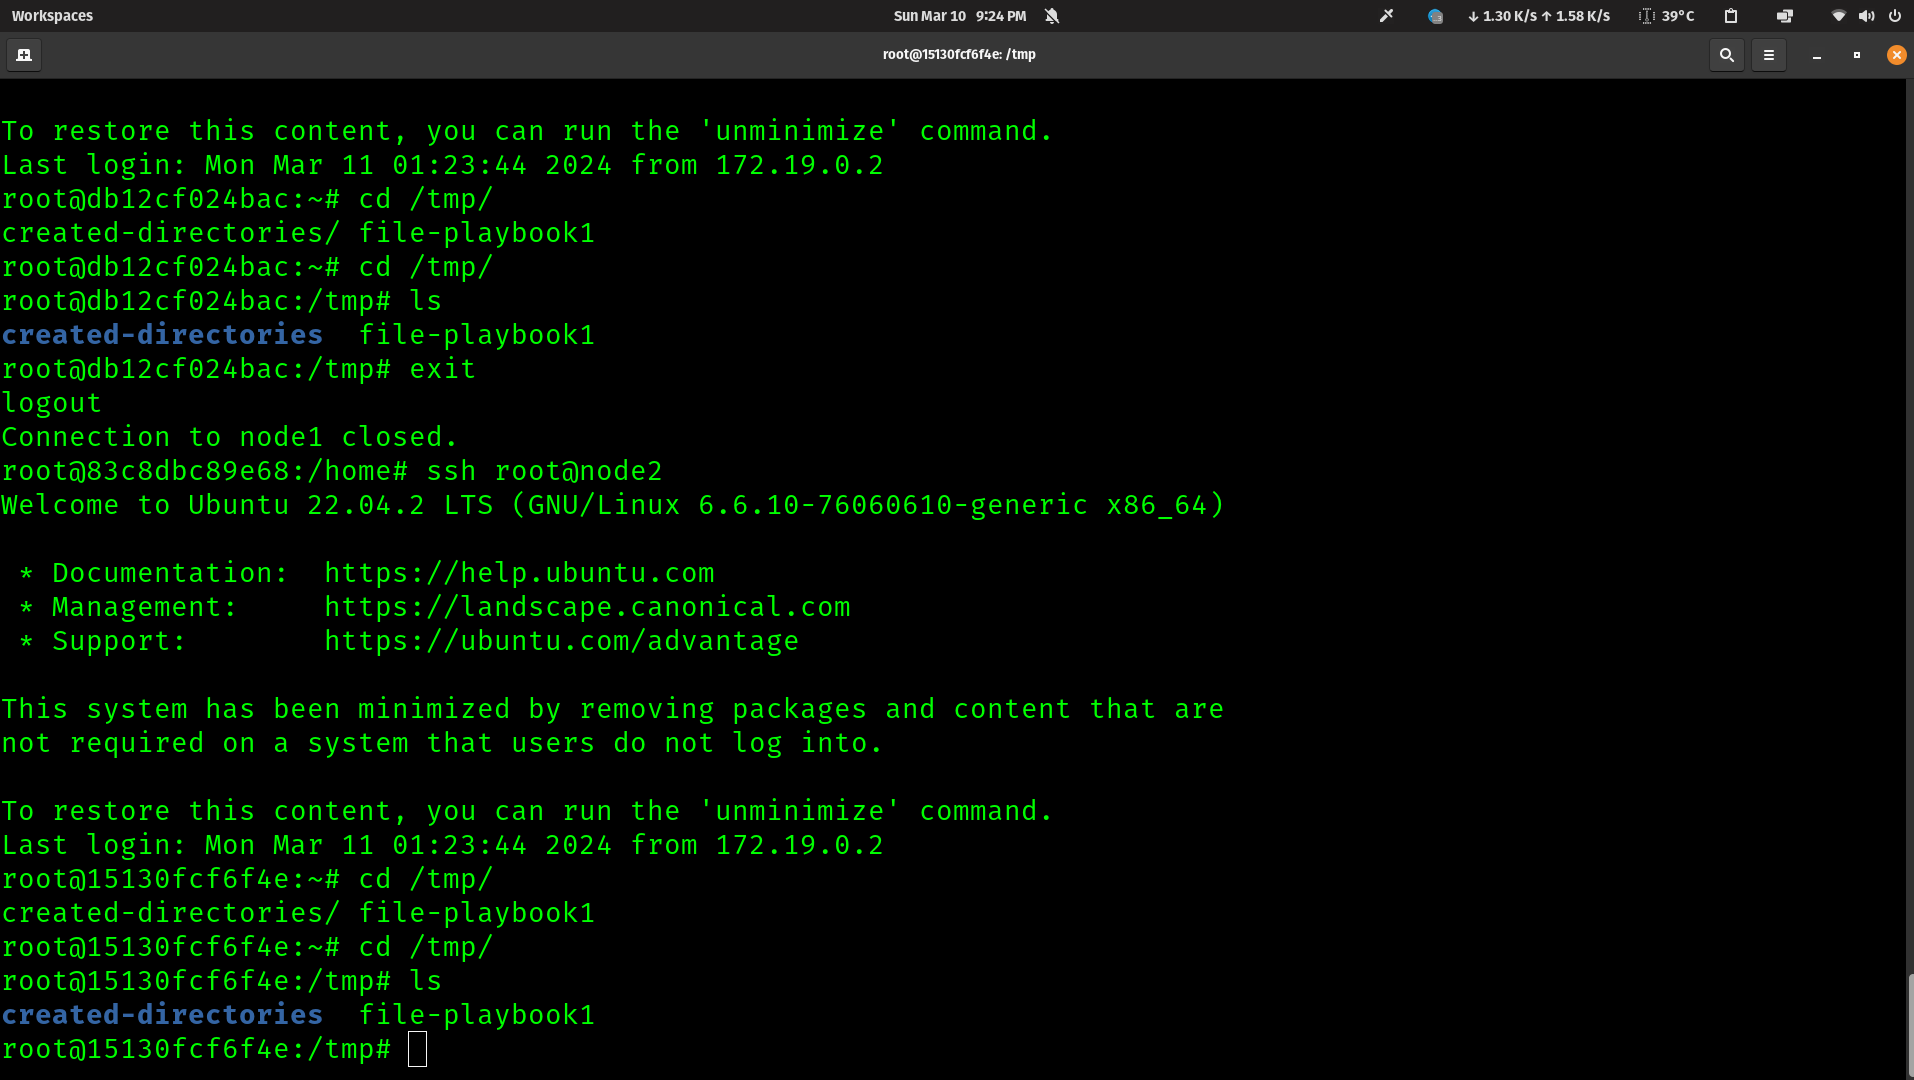 Workspaces
Sun Mar 10 9:24 PM
↓ 1.30 K/s ↑ 1.58 K/s
39°C
root@15130fcf6f4e: /tmp
To restore this content, you can run the 'unminimize' command.
Last login: Mon Mar 11 01:23:44 2024 from 172.19.0.2
root@db12cf024bac:~# cd /tmp/
created-directories/ file-playbook1
root@db12cf024bac:~# cd /tmp/
root@db12cf024bac:/tmp# ls
created-directories  file-playbook1
root@db12cf024bac:/tmp# exit
logout
Connection to node1 closed.
root@83c8dbc89e68:/home# ssh root@node2
Welcome to Ubuntu 22.04.2 LTS (GNU/Linux 6.6.10-76060610-generic x86_64)
 * Documentation:  https://help.ubuntu.com
 * Management:     https://landscape.canonical.com
 * Support:        https://ubuntu.com/advantage
This system has been minimized by removing packages and content that are
not required on a system that users do not log into.
To restore this content, you can run the 'unminimize' command.
Last login: Mon Mar 11 01:23:44 2024 from 172.19.0.2
root@15130fcf6f4e:~# cd /tmp/
created-directories/ file-playbook1
root@15130fcf6f4e:~# cd /tmp/
root@15130fcf6f4e:/tmp# ls
created-directories  file-playbook1
root@15130fcf6f4e:/tmp#